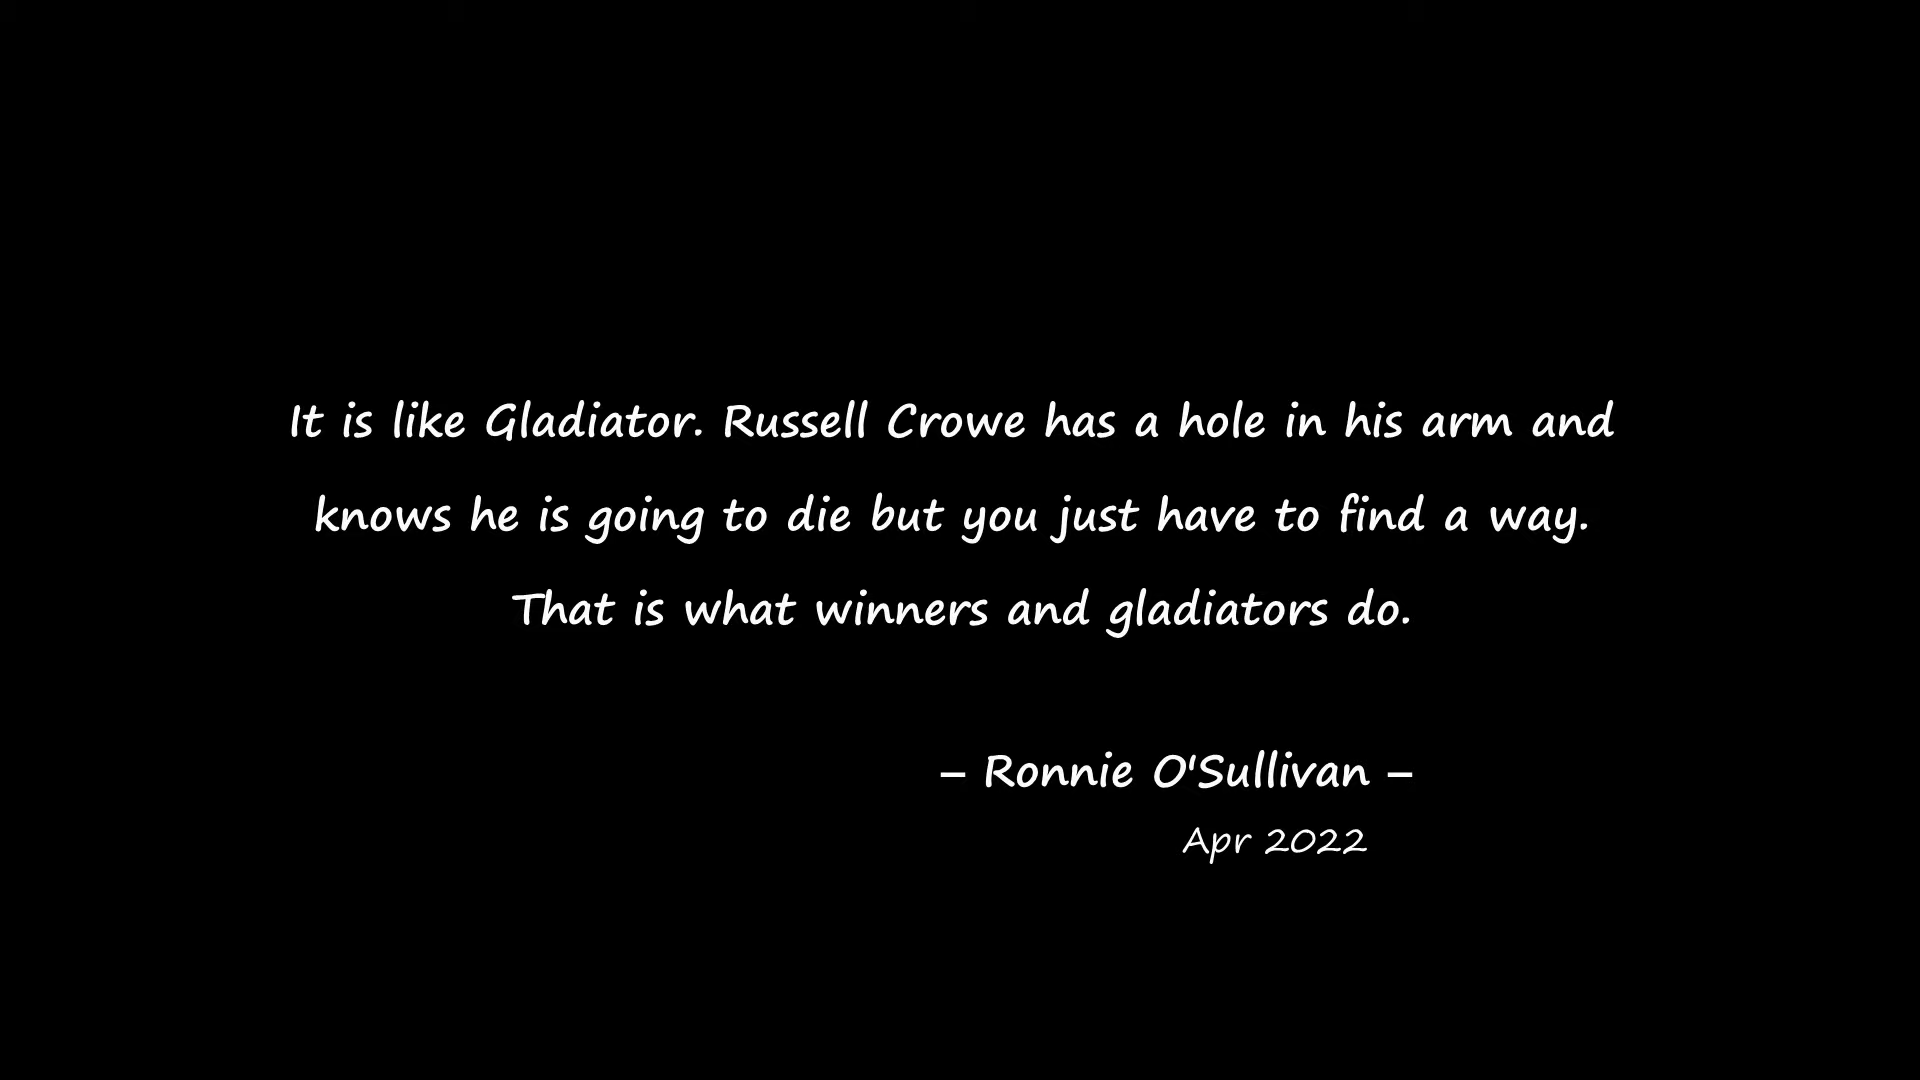 It is like Gladiator. Russell Crowe has a hole in his arm and
knows he is going to die but you just have to find a way.
That is what winners and gladiators do.
– Ronnie O'Sullivan –
Apr 2022